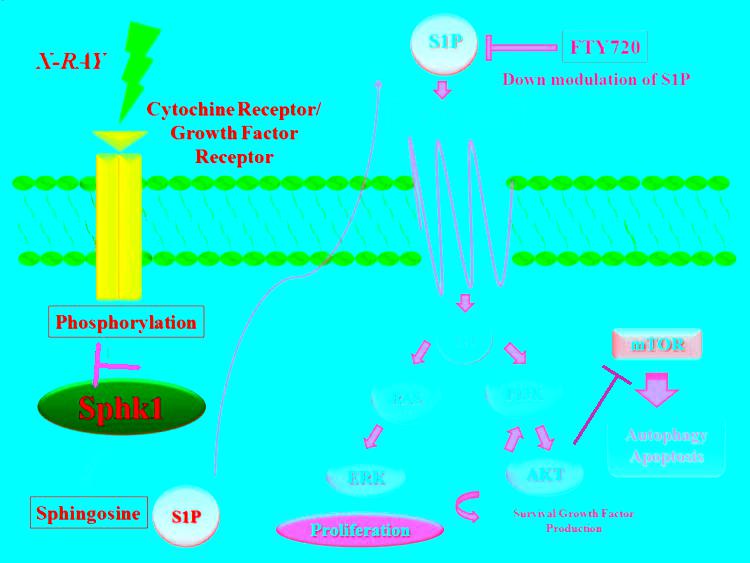 X-RAY
S1P
FTY720
Down modulation of S1P
Cytochine Receptor/
Growth Factor
Receptor
Phosphorylation
mTOR
Sphk1
RAS
PI3K
Autophagy
Apoptosis
ERK
AKT
Sphingosine
S1P
Proliferation
Survival Growth Factor
Production